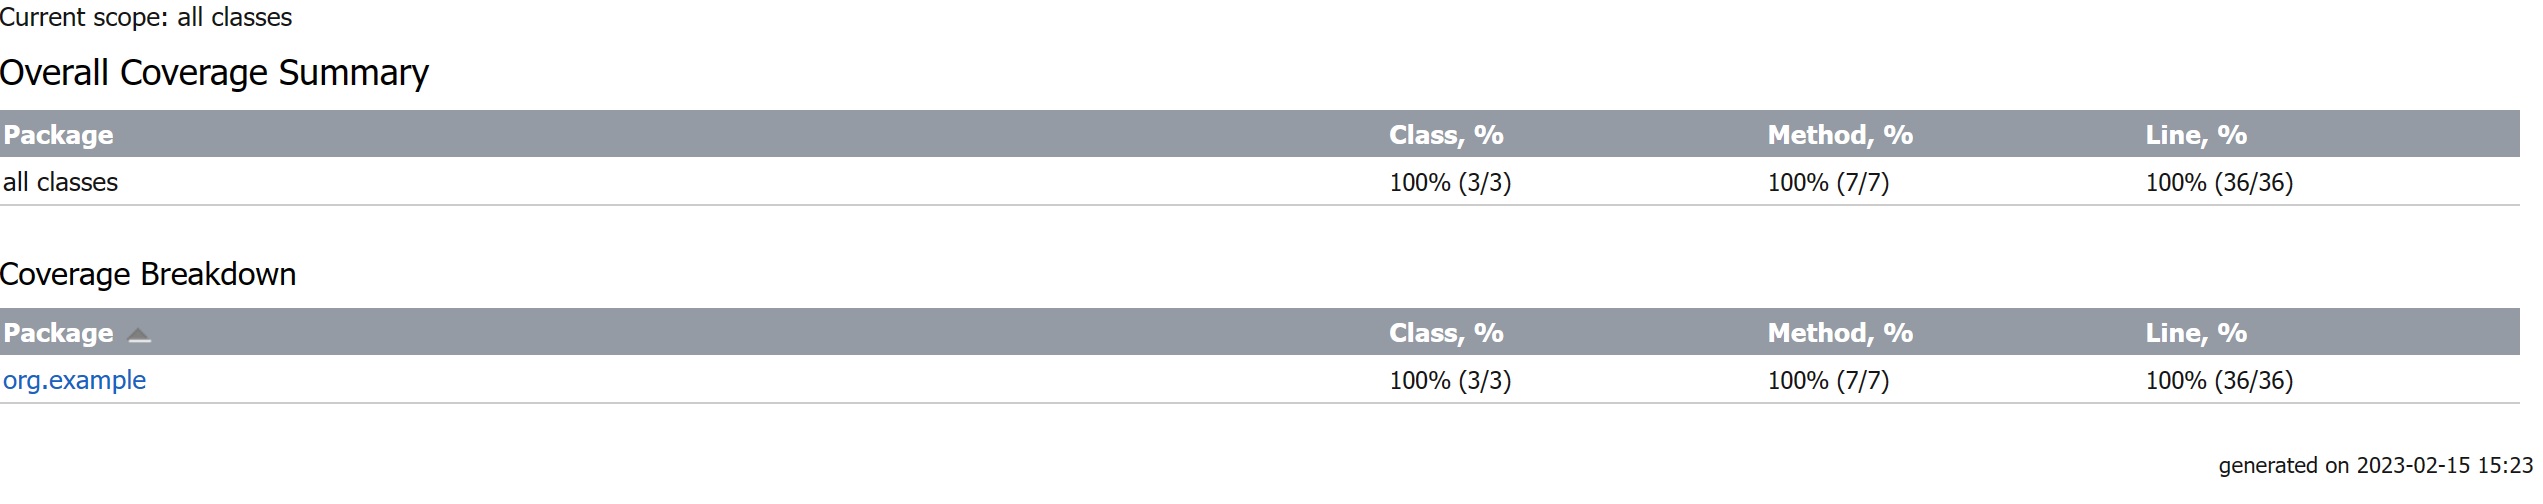 Current scope: all classes
Overall Coverage Summary
Package Class, % Method, % Line, %
all classes 100% (3/3) 100% (7/7) 100% (36/36)
Coverage Breakdown
Package Class, % Method, % Line, %
org.example 100% (3/3) 100% (7/7) 100% (36/36)
generated on 2023-02-15 15:23